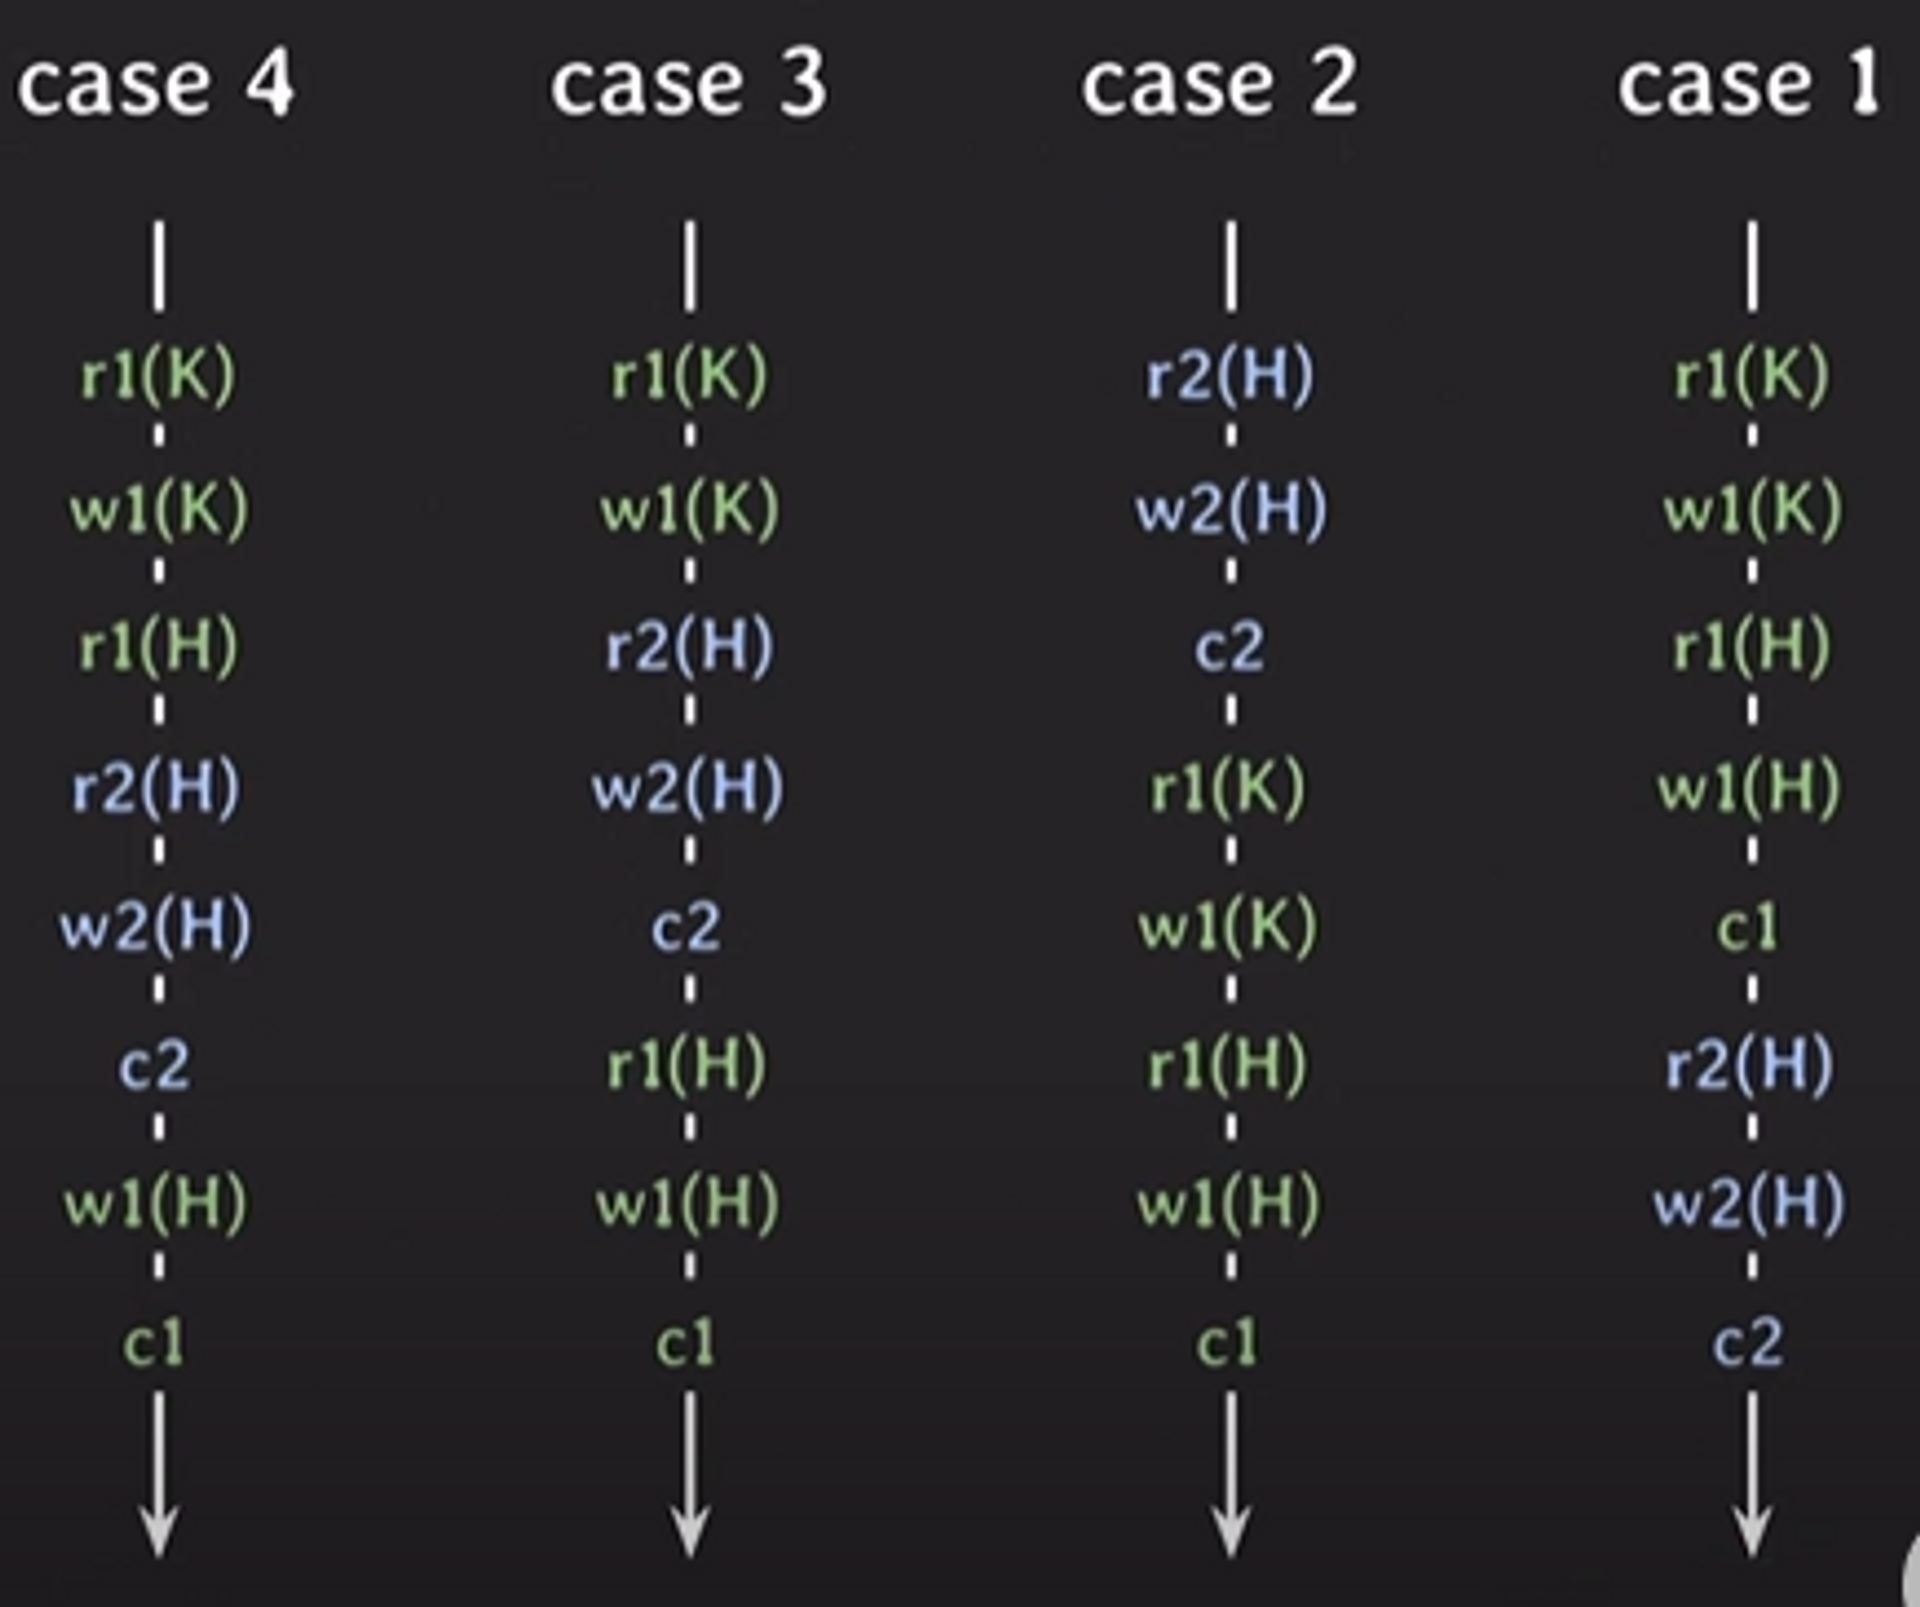 case 4
r1(K)
w1(K)
r1(H)
r2(H)
w2(H)
c2
w1(H)
c1
case 3
r1(K)
w1(K)
r2(H)
w2(H)
c2
r1(H)
w1(H)
c1
case 2
r2(H)
w2(H)
c2
r1(K)
w1(K)
r1(H)
w1(H)
c1
case 1
r1(K)
w1(K)
r1(H)
w1(H)
c1
r2(H)
w2(H)
c2